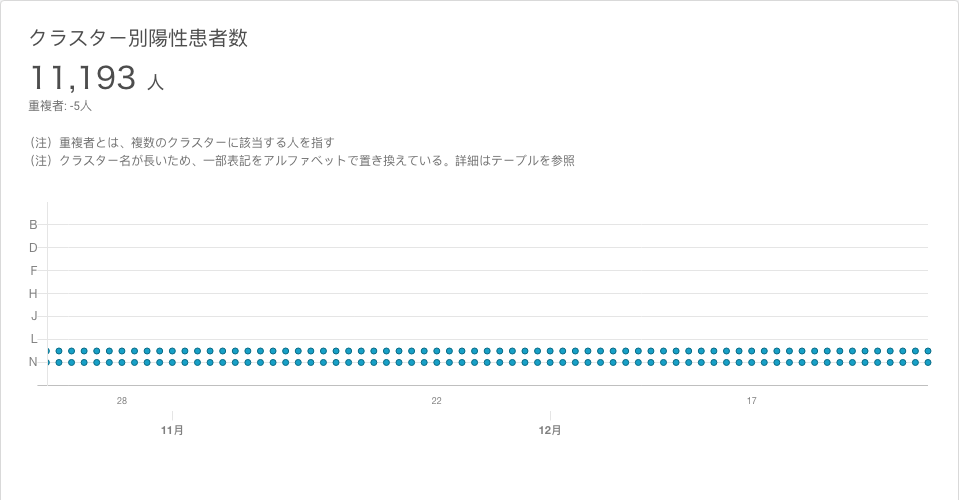 クラスター別陽性患者数
11,193 人
重複者: -5人
（注）重複者とは、複数のクラスターに該当する人を指す
（注）クラスター名が長いため、一部表記をアルファベットで置き換えている。詳細はテーブルを参照
B
D
F
H
J
L
N
28 22 17
11月 12月